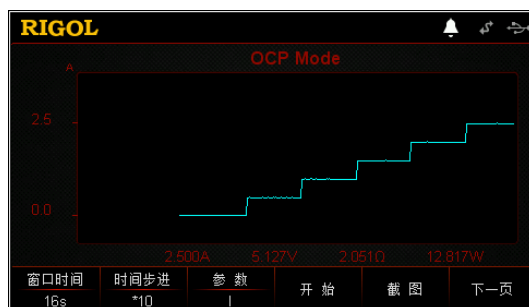 RIGOL
OCP Mode
A
2.5
0.0
2.500A 5.127V 2.051Ω 12.817W
窗口时间 时间步进 参 数 开 始 截 图 下一页
16s *10 I